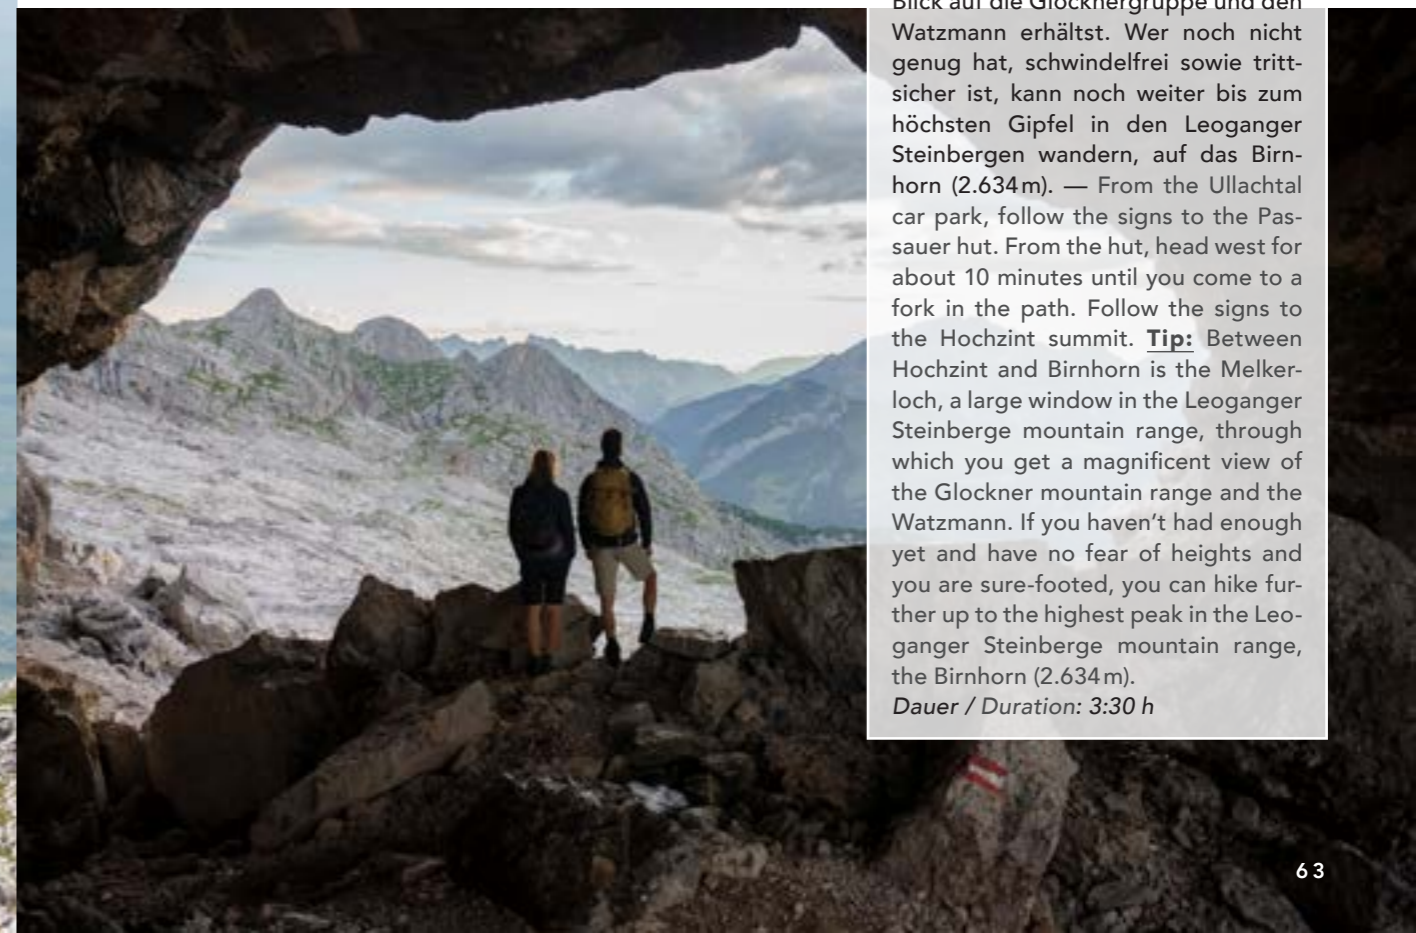 Blick auf die Glocknergruppe und den
Watzmann erhältst. Wer noch nicht
genug hat, schwindelfrei sowie tritt-
sicher ist, kann noch weiter bis zum
höchsten Gipfel in den Leoganger
Steinbergen wandern, auf das Birn-
horn (2.634 m). — From the Ullachtal
car park, follow the signs to the Pas-
sauer hut. From the hut, head west for
about 10 minutes until you come to a
fork in the path. Follow the signs to
the Hochzint summit. Tip: Between
Hochzint and Birnhorn is the Melker-
loch, a large window in the Leoganger
Steinberge mountain range, through
which you get a magnificent view of
the Glockner mountain range and the
Watzmann. If you haven’t had enough
yet and have no fear of heights and
you are sure-footed, you can hike fur-
ther up to the highest peak in the Leo-
ganger Steinberge mountain range,
the Birnhorn (2.634 m).
Dauer / Duration: 3:30 h
63